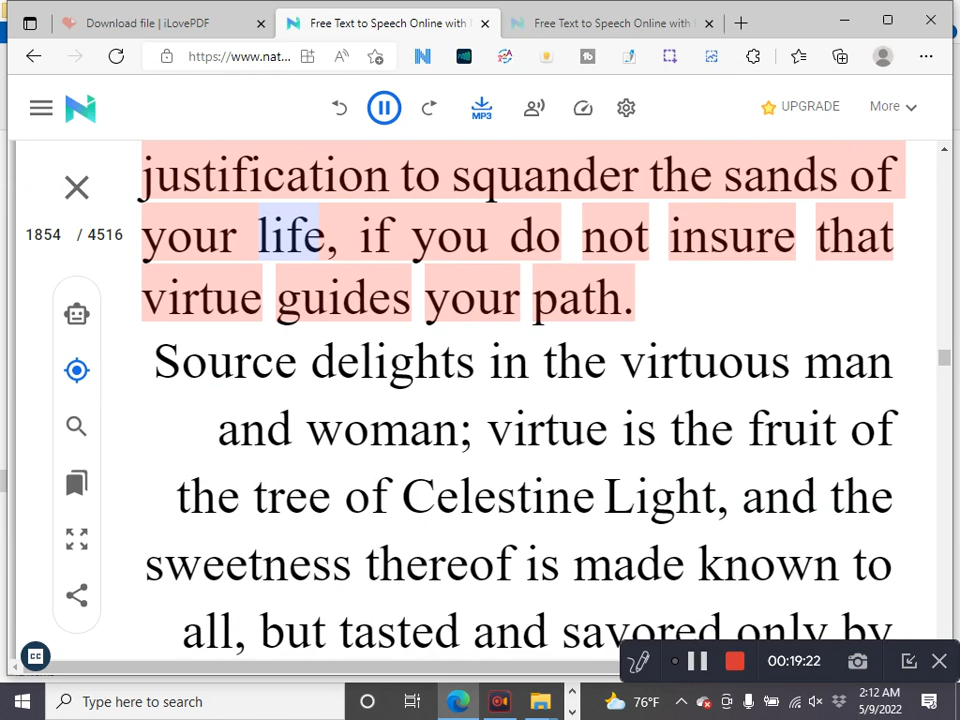 Download file | iLovePDF
Free Text to Speech Online with
Free Text to Speech Online with
https://www.nat...
UPGRADE
More
MP3
1854 / 4516
justification to squander the sands of
your life, if you do not insure that
virtue guides your path.
Source delights in the virtuous man
and woman; virtue is the fruit of
the tree of Celestine Light, and the
sweetness thereof is made known to
all, but tasted and savored only by
CC
00:19:22
Type here to search
76°F
2:12 AM
5/9/2022